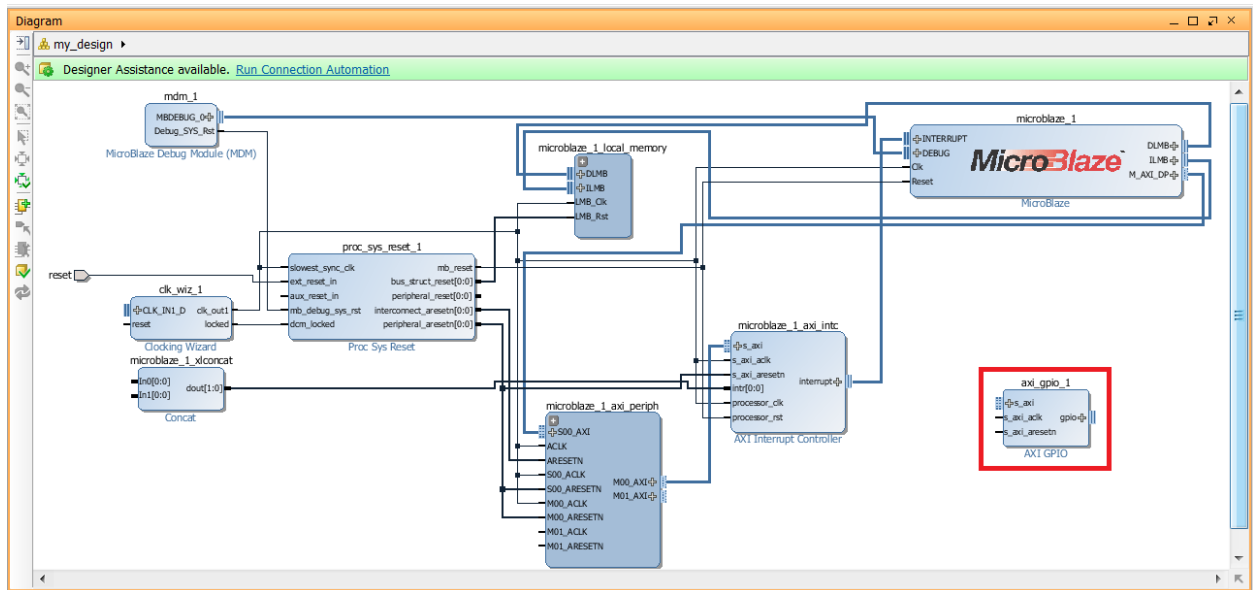 Diagram
my_design
Designer Assistance available. Run Connection Automation
mdm_1
MBDEBUG_0
Debug_SYS_Rst
MicroBlaze Debug Module (MDM)
microblaze_1_local_memory
DLMB
ILMB
LMB_Clk
LMB_Rst
microblaze_1
INTERRUPT
DEBUG
Clk
Reset
MicroBlaze
DLMB
ILMB
M_AXI_DP
MicroBlaze
reset
proc_sys_reset_1
slowest_sync_clk mb_reset
ext_reset_in bus_struct_reset[0:0]
aux_reset_in peripheral_reset[0:0]
mb_debug_sys_rst interconnect_aresetn[0:0]
dcm_locked peripheral_aresetn[0:0]
Proc Sys Reset
clk_wiz_1
CLK_IN1_D clk_out1
reset locked
Clocking Wizard
microblaze_1_xlconcat
In0[0:0]
In1[0:0]
dout[1:0]
Concat
microblaze_1_axi_periph
S00_AXI
ACLK
ARESETN
S00_ACLK
S00_ARESETN
M00_ACLK
M00_ARESETN
M01_ACLK
M01_ARESETN
M00_AXI
M01_AXI
microblaze_1_axi_intc
s_axi
s_axi_aclk
s_axi_aresetn
intr[0:0]
processor_clk
processor_rst
interrupt
AXI Interrupt Controller
axi_gpio_1
s_axi
s_axi_aclk gpio
s_axi_aresetn
AXI GPIO